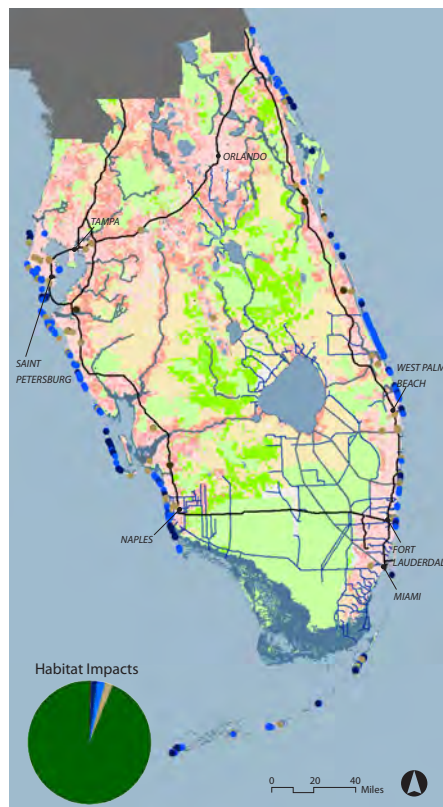 ORLANDO
TAMPA
SAINT
PETERSBURG
WEST PALM
BEACH
NAPLES
FORT
LAUDERDAL
MIAMI
Habitat Impacts
0 20 40
Miles